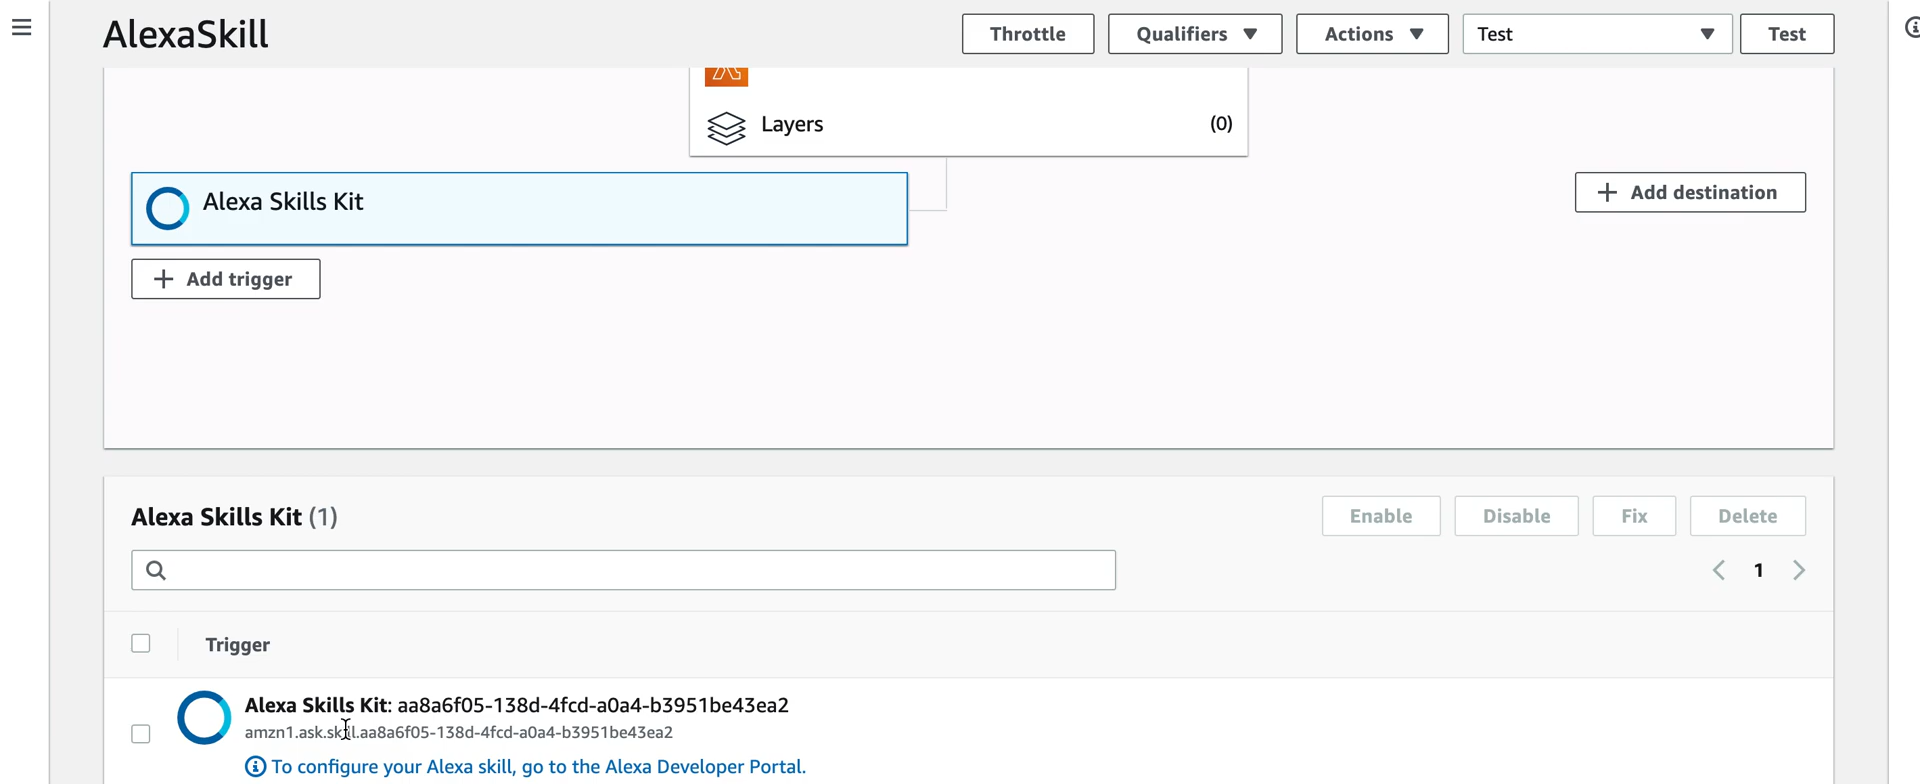 AlexaSkill
Throttle
Qualifiers
Actions
Test
Test
Layers
(0)
Alexa Skills Kit
Add destination
Add trigger
Alexa Skills Kit (1)
Enable
Disable
Fix
Delete
1
Trigger
Alexa Skills Kit: aa8a6f05-138d-4fcd-a0a4-b3951be43ea2
amzn1.ask.skill.aa8a6f05-138d-4fcd-a0a4-b3951be43ea2
To configure your Alexa skill, go to the Alexa Developer Portal.